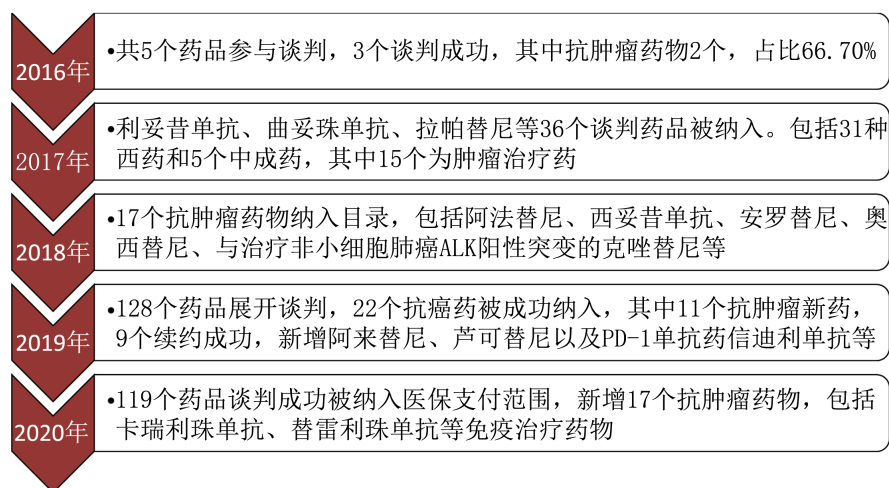 2016年
•共5个药品参与谈判，3个谈判成功，其中抗肿瘤药物2个，占比66.70%
2017年
•利妥昔单抗、曲妥珠单抗、拉帕替尼等36个谈判药品被纳入。包括31种
西药和5个中成药，其中15个为肿瘤治疗药
2018年
•17个抗肿瘤药物纳入目录，包括阿法替尼、西妥昔单抗、安罗替尼、奥
西替尼、与治疗非小细胞肺癌ALK阳性突变的克唑替尼等
2019年
•128个药品展开谈判，22个抗癌药被成功纳入，其中11个抗肿瘤新药，
9个续约成功，新增阿来替尼、芦可替尼以及PD-1单抗药信迪利单抗等
2020年
•119个药品谈判成功被纳入医保支付范围，新增17个抗肿瘤药物，包括
卡瑞利珠单抗、替雷利珠单抗等免疫治疗药物